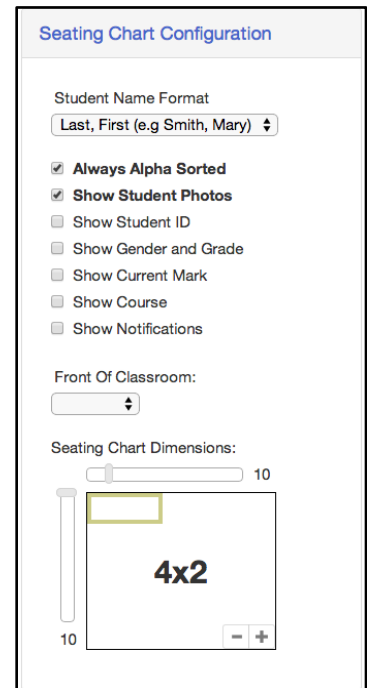 Seating Chart Configuration
Student Name Format
Last, First (e.g Smith, Mary)
Always Alpha Sorted
Show Student Photos
Show Student ID
Show Gender and Grade
Show Current Mark
Show Course
Show Notifications
Front Of Classroom:
Seating Chart Dimensions:
10
4x2
10
- +